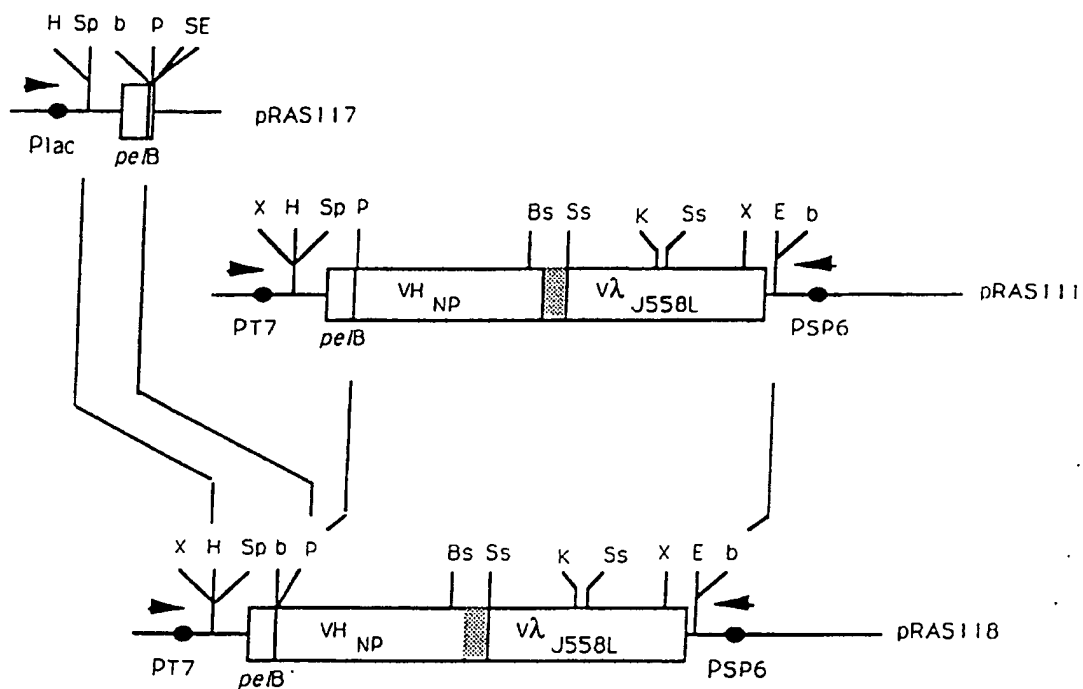 H Sp b P SE
pRAS117
Plac
pelB
X H Sp P Bs Ss K Ss X E b
VH NP
Vλ J558L
pRAS111
PT7
pelB
PSP6
X H Sp b P Bs Ss K Ss X E b
VH NP
Vλ J558L
pRAS118
PT7
pelB
PSP6